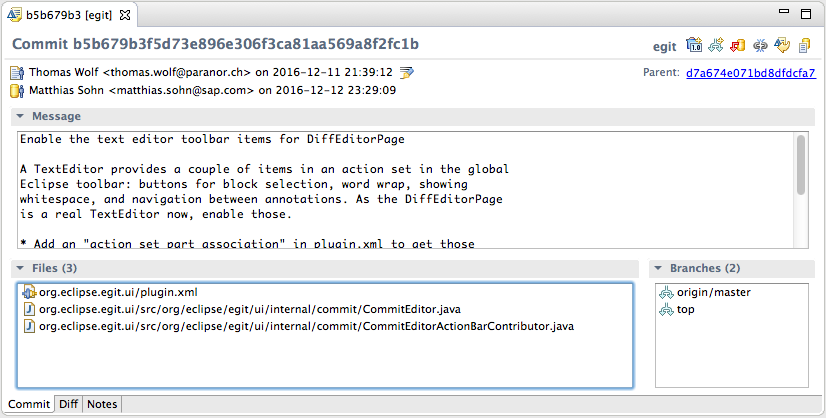 b5b679b3 [egit]
Commit b5b679b3f5d73e896e306f3ca81aa569a8f2fc1b
egit
Thomas Wolf <thomas.wolf@paranor.ch> on 2016-12-11 21:39:12
Parent: d7a674e071bd8dfdcfa7
Matthias Sohn <matthias.sohn@sap.com> on 2016-12-12 23:29:09
Message
Enable the text editor toolbar items for DiffEditorPage
A TextEditor provides a couple of items in an action set in the global
Eclipse toolbar: buttons for block selection, word wrap, showing
whitespace, and navigation between annotations. As the DiffEditorPage
is a real TextEditor now, enable those.
* Add an "action set part association" in plugin.xml to get those
Files (3)
Branches (2)
org.eclipse.egit.ui/plugin.xml
org.eclipse.egit.ui/src/org/eclipse/egit/ui/internal/commit/CommitEditor.java
org.eclipse.egit.ui/src/org/eclipse/egit/ui/internal/commit/CommitEditorActionBarContributor.java
origin/master
top
Commit
Diff
Notes